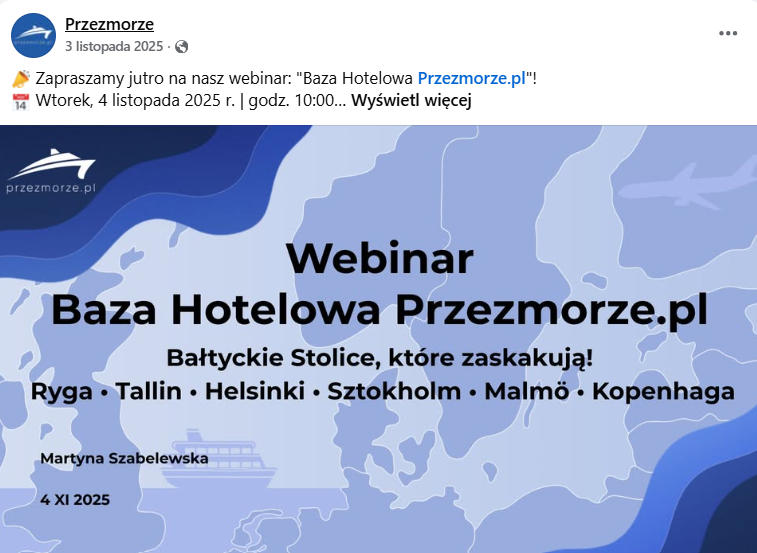 Przezmorze
3 listopada 2025 ·
🎉 Zapraszamy jutro na nasz webinar: "Baza Hotelowa Przezmorze.pl"!
📅 Wtorek, 4 listopada 2025 r. | godz. 10:00... Wyświetl więcej
przezmorze.pl
Webinar
Baza Hotelowa Przezmorze.pl
Bałtyckie Stolice, które zaskakują!
Ryga • Tallin • Helsinki • Sztokholm • Malmö • Kopenhaga
Martyna Szabelewska
4 XI 2025